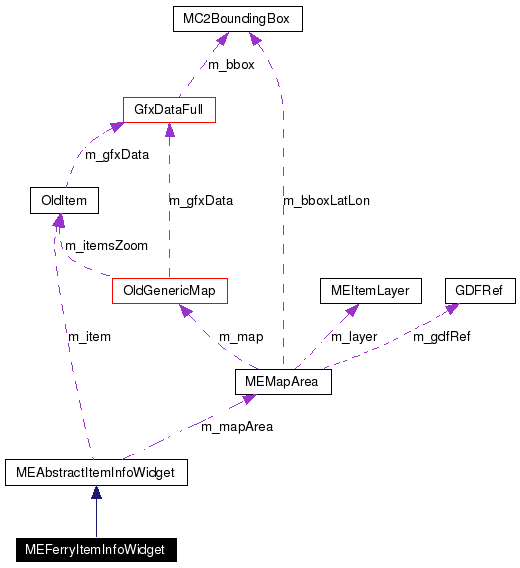 MC2BoundingBox
m_bbox
GfxDataFull
m_gfxData
OldItem
m_gfxData
m_bboxLatLon
m_itemsZoom
OldGenericMap
MEItemLayer
GDFRef
m_item
m_map
m_layer
m_gdfRef
MEMapArea
m_mapArea
MEAbstractItemInfoWidget
MEFerryItemInfoWidget